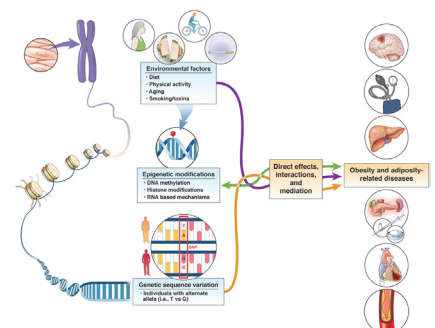 Environmental factors
• Diet
• Physical activity
• Aging
• Smoking/toxins
Epigenetic modifications
• DNA methylation
• Histone modifications
• RNA based mechanisms
Direct effects,
interactions,
and
mediation
Obesity and adiposity-
related diseases
SNP
Genetic sequence variation
• Individuals with alternate
allele (i.e., T vs G)